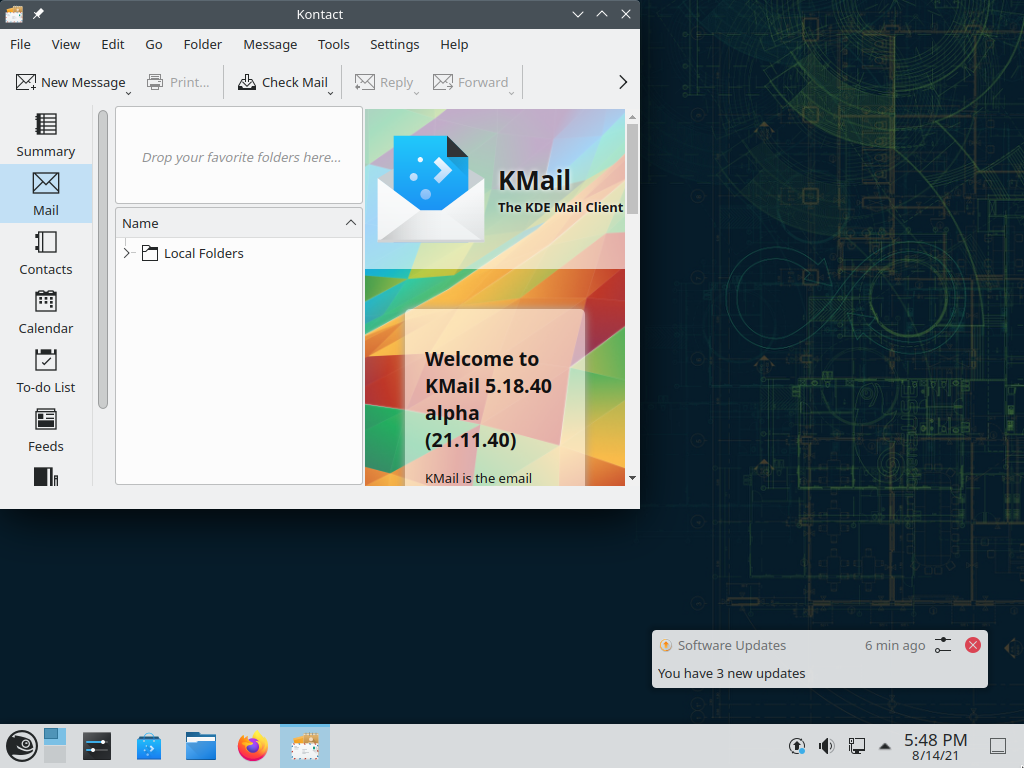 Kontact
File View Edit Go Folder Message Tools Settings Help
New Message Print... Check Mail Reply Forward
Summary
Mail
Contacts
Calendar
To-do List
Feeds
Drop your favorite folders here...
Name
Local Folders
KMail
The KDE Mail Client
Welcome to
KMail 5.18.40
alpha
(21.11.40)
KMail is the email
Software Updates 6 min ago
You have 3 new updates
5:48 PM
8/14/21